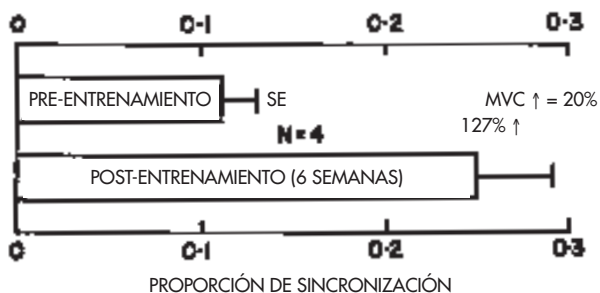 0 0·1 0·2 0·3
PRE-ENTRENAMIENTO SE MVC ↑ = 20%
N=4 127% ↑
POST-ENTRENAMIENTO (6 SEMANAS)
0 0·1 0·2 0·3
PROPORCIÓN DE SINCRONIZACIÓN